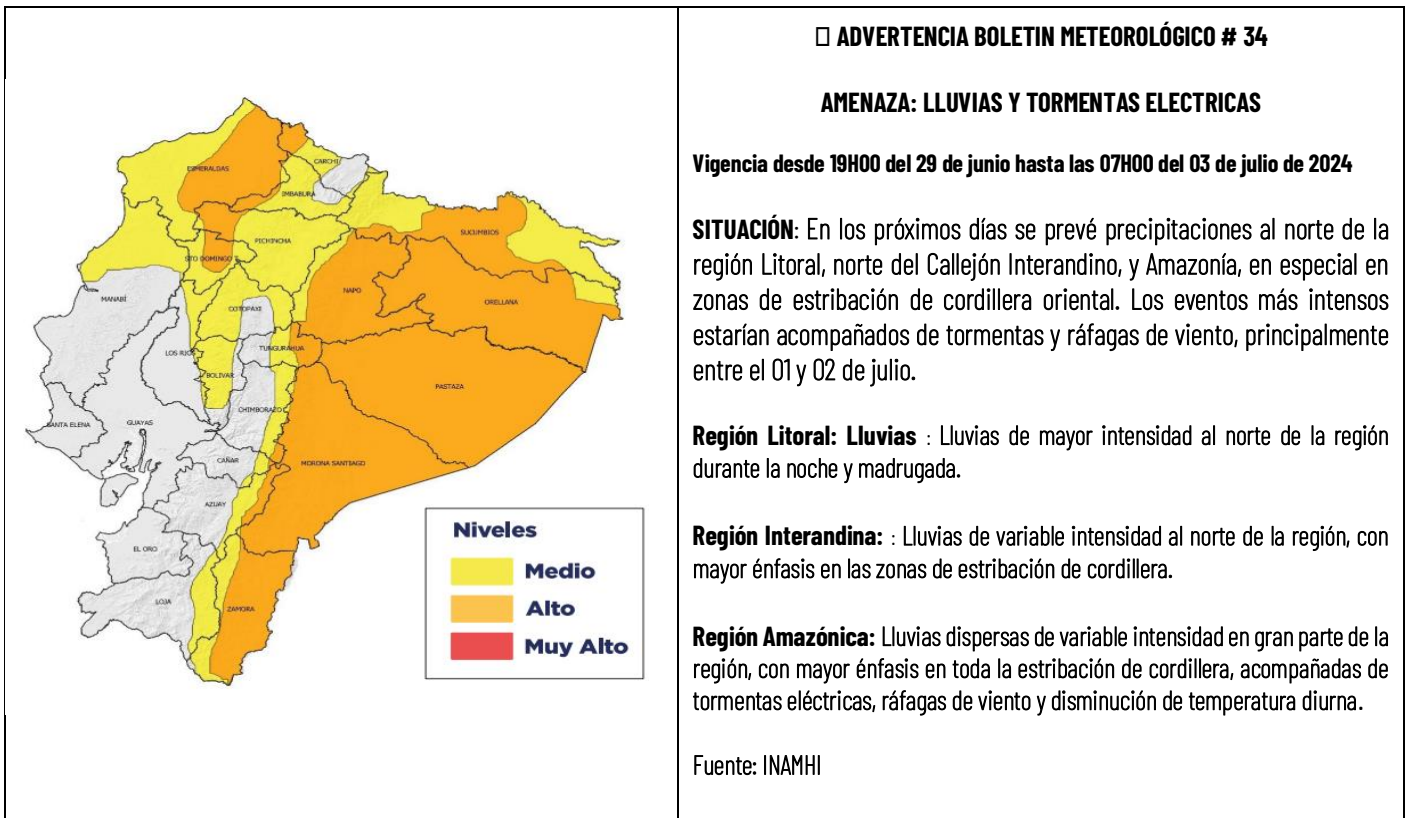 ESMERALDAS
CARCHI
IMBABURA
SUCUMBIOS
PICHINCHA
STO DOMINGO T
NAPO
ORELLANA
MANABÍ
COTOPAXI
LOS RIOS
TUNGURAHUA
BOLIVAR
PASTAZA
CHIMBORAZO
SANTA ELENA
GUAYAS
CAÑAR
MORONA SANTIAGO
AZUAY
EL ORO
LOJA
ZAMORA
Niveles
Medio
Alto
Muy Alto
□ ADVERTENCIA BOLETIN METEOROLÓGICO # 34
AMENAZA: LLUVIAS Y TORMENTAS ELECTRICAS
Vigencia desde 19H00 del 29 de junio hasta las 07H00 del 03 de julio de 2024
SITUACIÓN: En los próximos días se prevé precipitaciones al norte de la
región Litoral, norte del Callejón Interandino, y Amazonía, en especial en
zonas de estribación de cordillera oriental. Los eventos más intensos
estarían acompañados de tormentas y ráfagas de viento, principalmente
entre el 01 y 02 de julio.
Región Litoral: Lluvias : Lluvias de mayor intensidad al norte de la región
durante la noche y madrugada.
Región Interandina: : Lluvias de variable intensidad al norte de la región, con
mayor énfasis en las zonas de estribación de cordillera.
Región Amazónica: Lluvias dispersas de variable intensidad en gran parte de la
región, con mayor énfasis en toda la estribación de cordillera, acompañadas de
tormentas eléctricas, ráfagas de viento y disminución de temperatura diurna.
Fuente: INAMHI